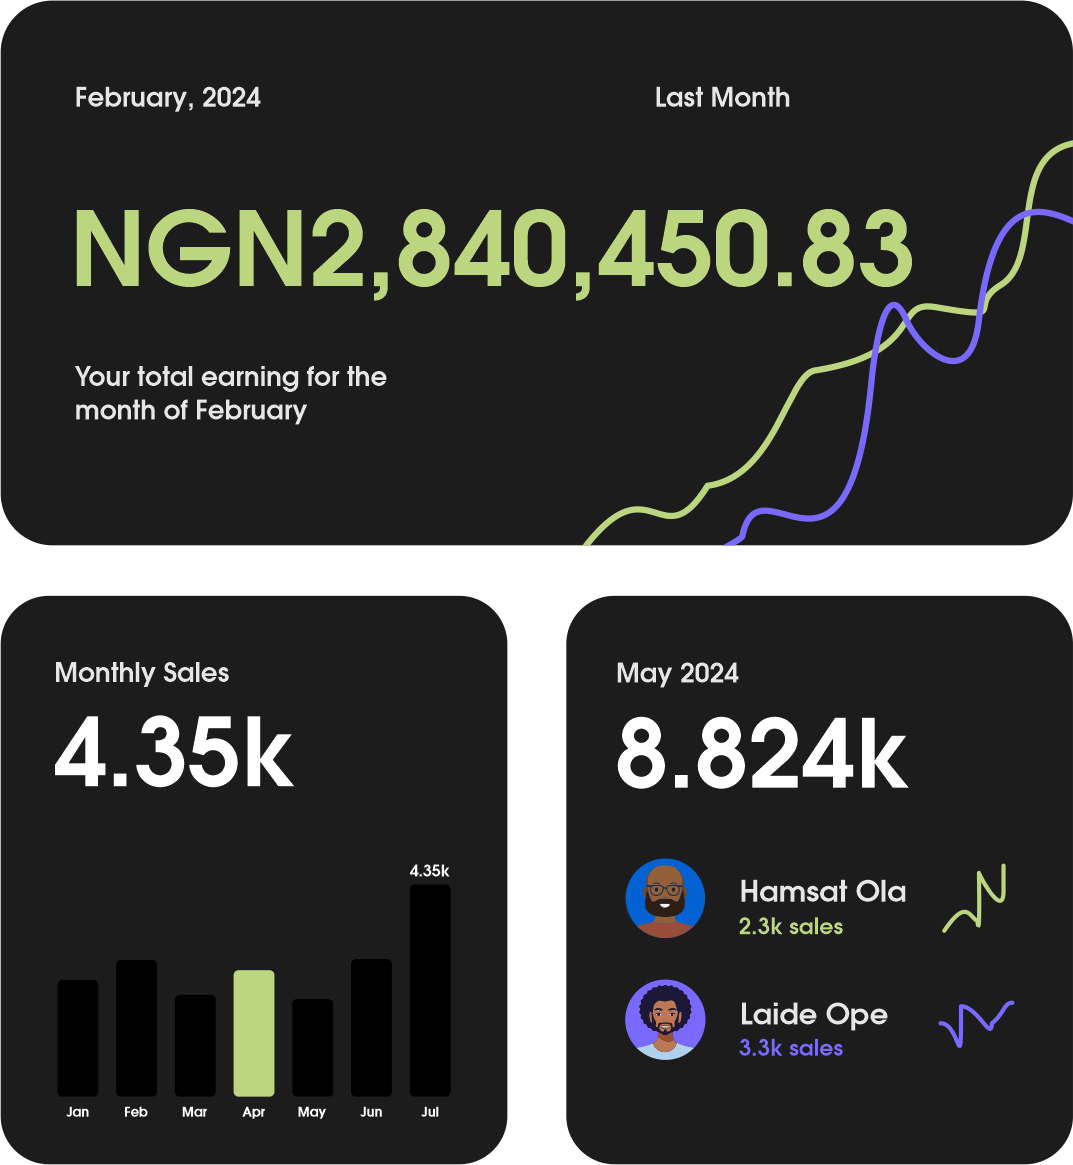 February, 2024
Last Month
NGN2,840,450.83
Your total earning for the
month of February
Monthly Sales
4.35k
4.35k
Jan Feb Mar Apr May Jun Jul
May 2024
8.824k
Hamsat Ola
2.3k sales
Laide Ope
3.3k sales